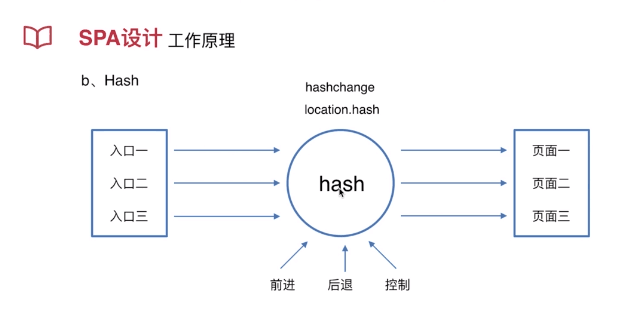 SPA设计 工作原理
b、Hash
hashchange
location.hash
入口一
入口二
入口三
hash
页面一
页面二
页面三
前进
后退
控制